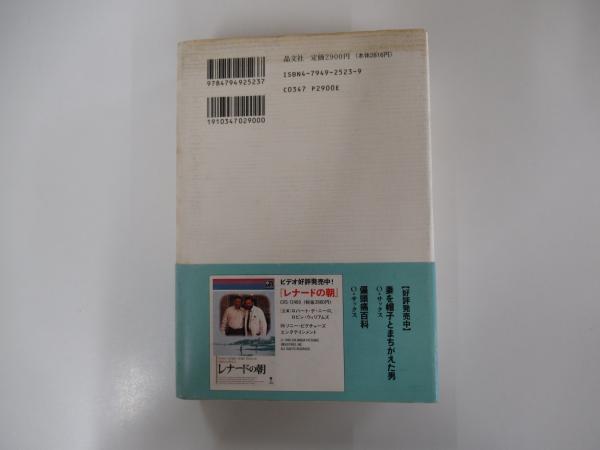 晶文社 定価2900円 (本体2816円)
ISBN4-7949-2523-9
C0347 P2900E
9784794925237
1910347029000
ビデオ好評発売中!
「レナードの朝」
[主演]ロバート・デ・ニーロ、
ロビン・ウィリアムズ
㈱ソニー・ピクチャーズ
エンタテインメント
ALL RIGHTS RESERVED.
レナードの朝
【好評発売中】
妻を帽子とまちがえた男
O・サックス
偏頭痛百科
O・サックス